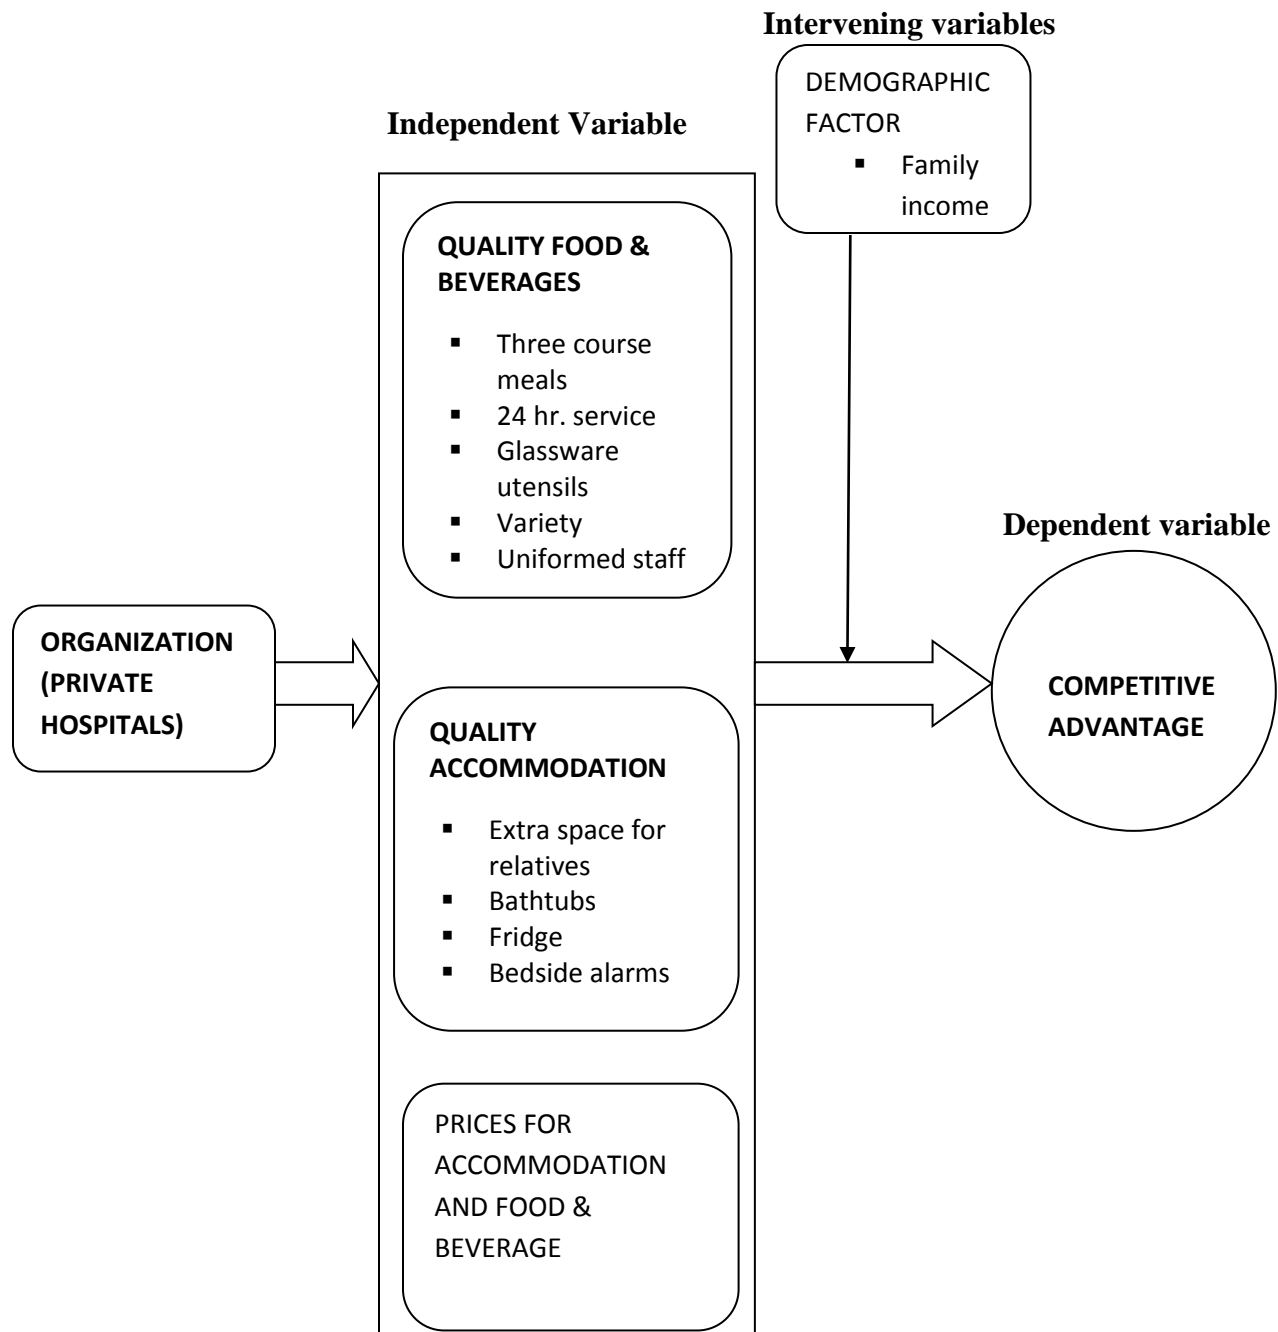 Intervening variables
DEMOGRAPHIC
FACTOR
▪ Family
income
Independent Variable
QUALITY FOOD &
BEVERAGES
▪ Three course
meals
▪ 24 hr. service
▪ Glassware
utensils
▪ Variety
▪ Uniformed staff
Dependent variable
ORGANIZATION
(PRIVATE
HOSPITALS)
COMPETITIVE
ADVANTAGE
QUALITY
ACCOMMODATION
▪ Extra space for
relatives
▪ Bathtubs
▪ Fridge
▪ Bedside alarms
PRICES FOR
ACCOMMODATION
AND FOOD &
BEVERAGE